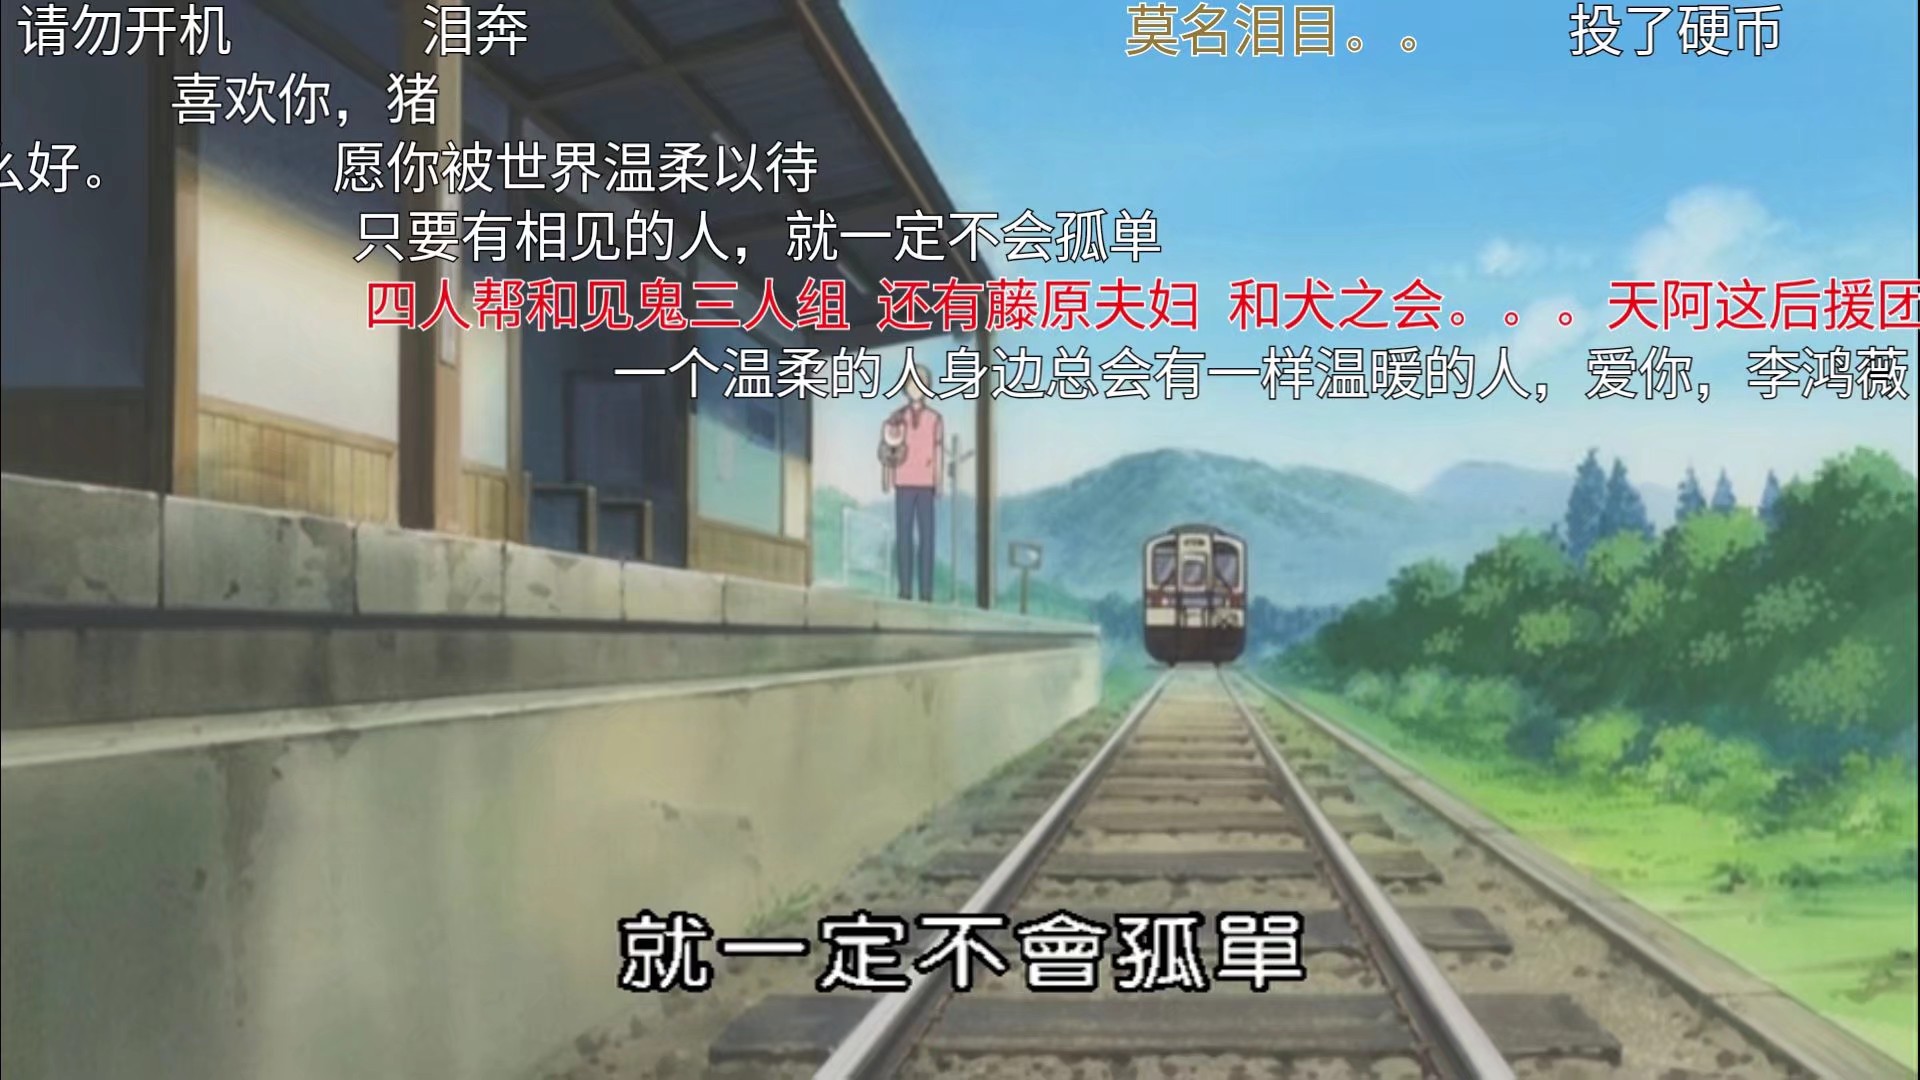 请勿开机
泪奔
莫名泪目。。
投了硬币
喜欢你，猪
么好。
愿你被世界温柔以待
只要有相见的人，就一定不会孤单
四人帮和见鬼三人组 还有藤原夫妇 和犬之会。。。天阿这后援团
一个温柔的人身边总会有一样温暖的人，爱你，李鸿薇
就一定不會孤單